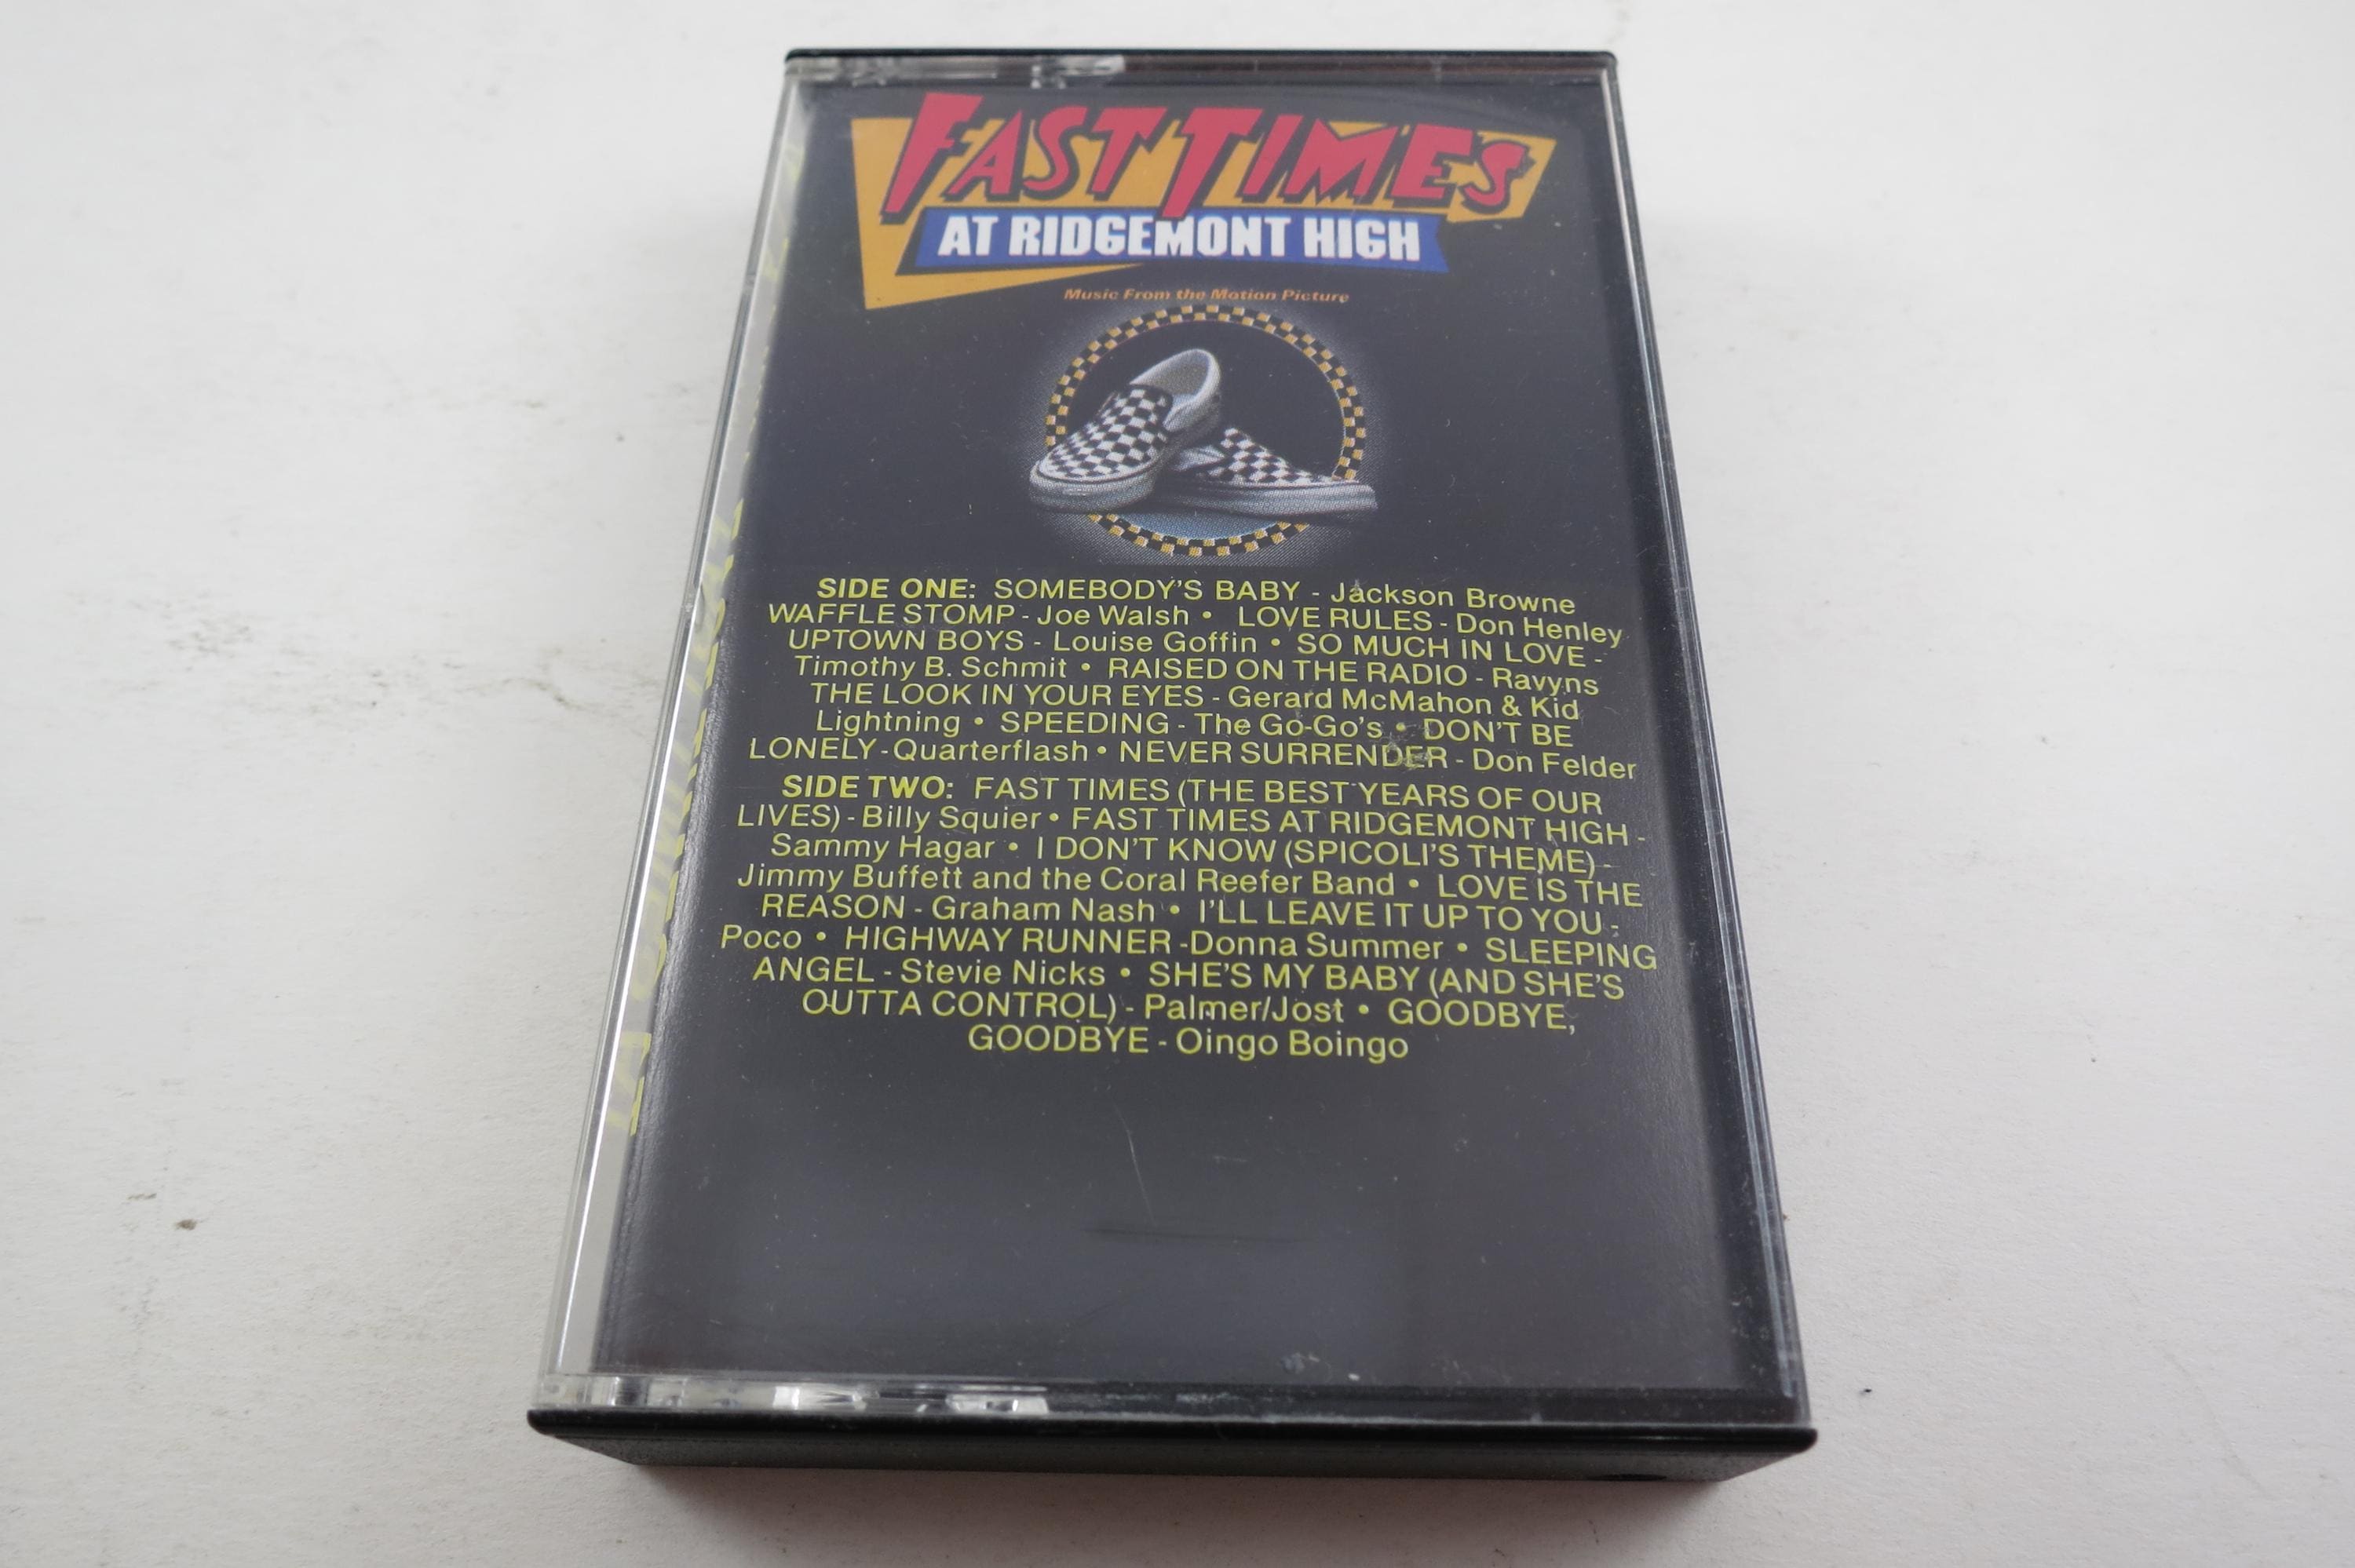 FAST TIMES
AT RIDGEMONT HIGH
Music From the Motion Picture
SIDE ONE: SOMEBODY'S BABY - Jackson Browne
WAFFLE STOMP - Joe Walsh • LOVE RULES - Don Henley
UPTOWN BOYS - Louise Goffin • SO MUCH IN LOVE -
Timothy B. Schmit • RAISED ON THE RADIO - Ravyns
THE LOOK IN YOUR EYES - Gerard McMahon & Kid
Lightning • SPEEDING - The Go-Go's • DON'T BE
LONELY - Quarterflash • NEVER SURRENDER - Don Felder
SIDE TWO: FAST TIMES (THE BEST YEARS OF OUR
LIVES) - Billy Squier • FAST TIMES AT RIDGEMONT HIGH -
Sammy Hagar • I DON'T KNOW (SPICOLI'S THEME) -
Jimmy Buffett and the Coral Reefer Band • LOVE IS THE
REASON - Graham Nash • I'LL LEAVE IT UP TO YOU -
Poco • HIGHWAY RUNNER - Donna Summer • SLEEPING
ANGEL - Stevie Nicks • SHE'S MY BABY (AND SHE'S
OUTTA CONTROL) - Palmer/Jost • GOODBYE,
GOODBYE - Oingo Boingo